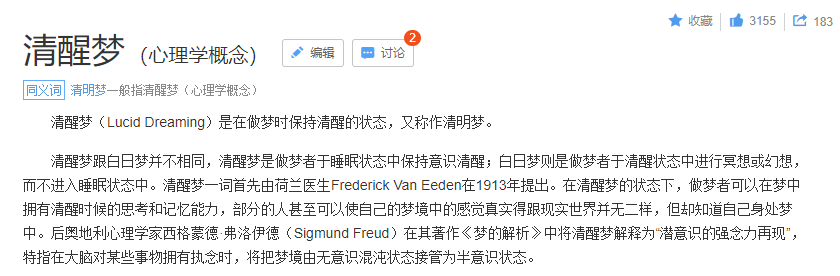 收藏 3155 183
清醒梦（心理学概念） 编辑 讨论 2
同义词 清明梦一般指清醒梦（心理学概念）
清醒梦（Lucid Dreaming）是在做梦时保持清醒的状态，又称作清明梦。
清醒梦跟白日梦并不相同，清醒梦是做梦者于睡眠状态中保持意识清醒；白日梦则是做梦者于清醒状态中进行冥想或幻想，
而不进入睡眠状态中。清醒梦一词首先由荷兰医生Frederick Van Eeden在1913年提出。在清醒梦的状态下，做梦者可以在梦中
拥有清醒时候的思考和记忆能力，部分的人甚至可以使自己的梦境中的感觉真实得跟现实世界并无二样，但却知道自己身处梦
中。后奥地利心理学家西格蒙德·弗洛伊德（Sigmund Freud）在其著作《梦的解析》中将清醒梦解释为“潜意识的强念力再现”，
特指在大脑对某些事物拥有执念时，将把梦境由无意识混沌状态接管为半意识状态。